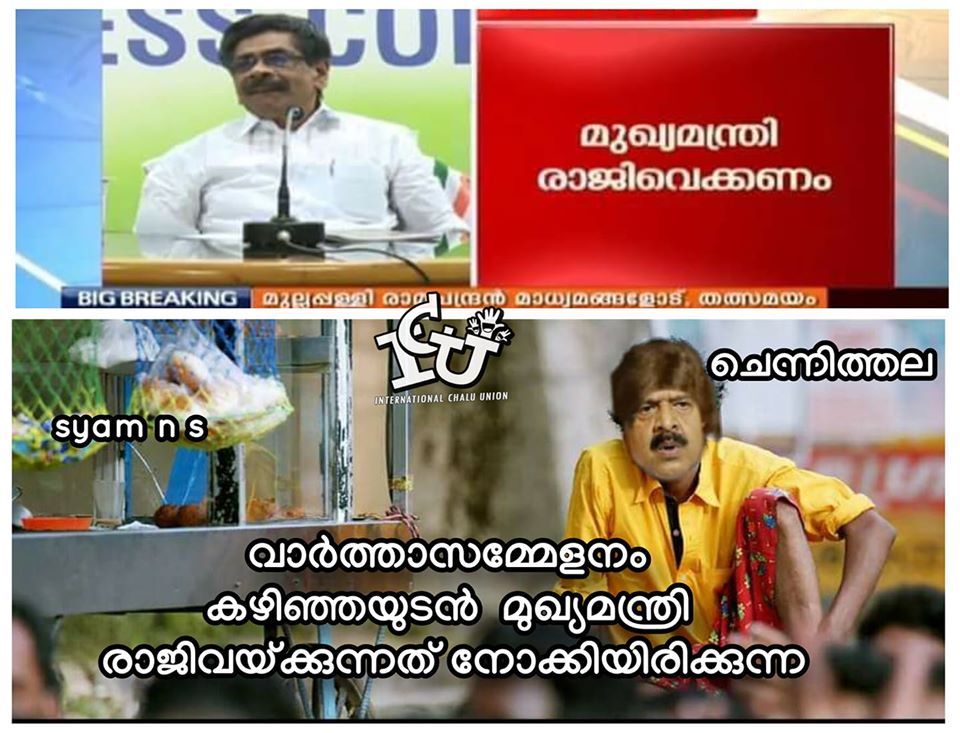 ESS CON
മുഖ്യമന്ത്രി
രാജിവെക്കണം
BIG BREAKING
മുല്ലപ്പള്ളി രാമചന്ദ്രൻ മാധ്യമങ്ങളോട്, തത്സമയം
ICU
INTERNATIONAL CHALU UNION
ചെന്നിത്തല
syam n s
വാർത്താസമ്മേളനം
കഴിഞ്ഞയുടൻ മുഖ്യമന്ത്രി
രാജിവയ്ക്കുന്നത് നോക്കിയിരിക്കുന്ന